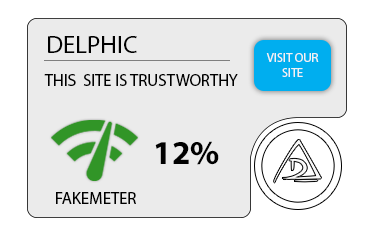 DELPHIC
VISIT OUR
SITE
THIS SITE IS TRUSTWORTHY
12%
FAKEMETER